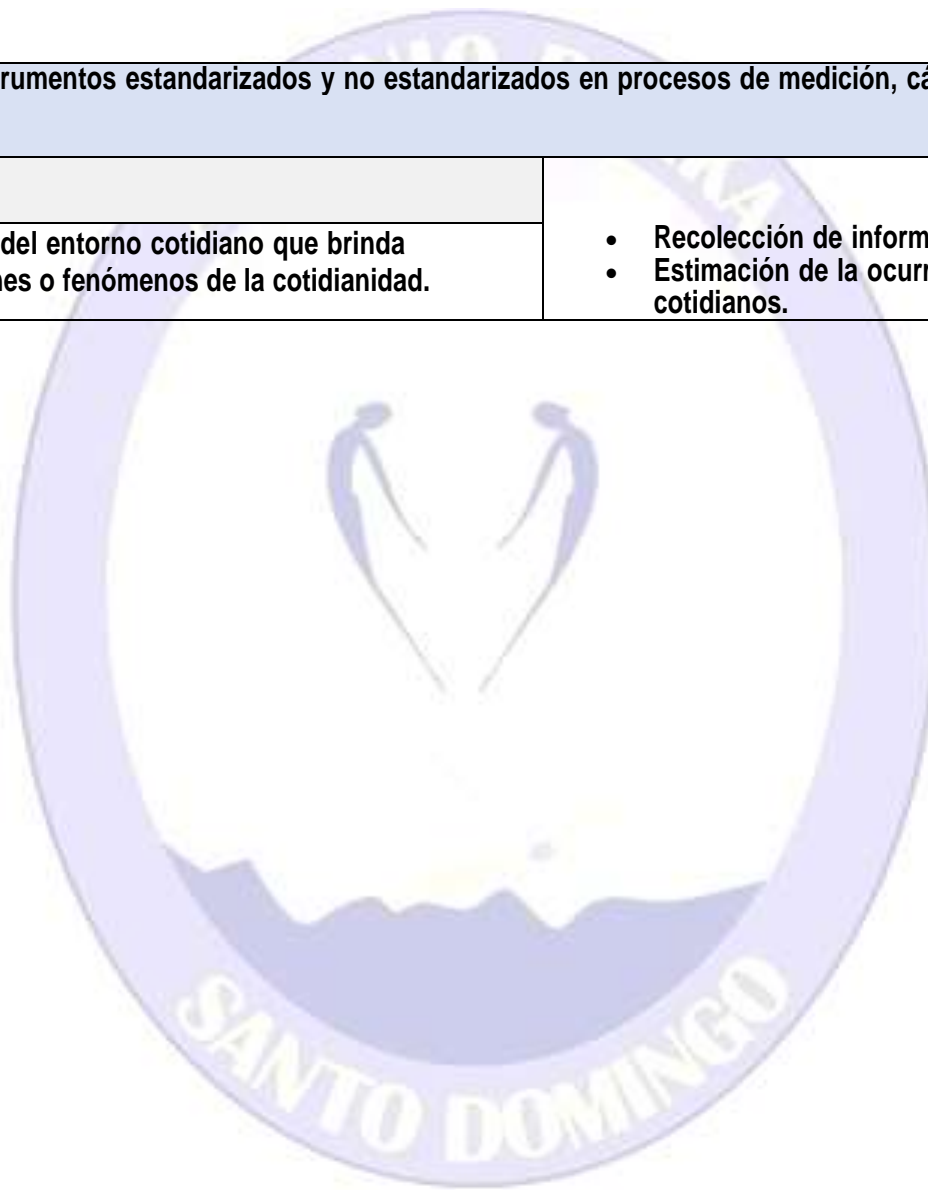 rumentos estandarizados y no estandarizados en procesos de medición, cá
del entorno cotidiano que brinda
nes o fenómenos de la cotidianidad.
• Recolección de inform
• Estimación de la ocurr
cotidianos.
SANTO DOMINGO